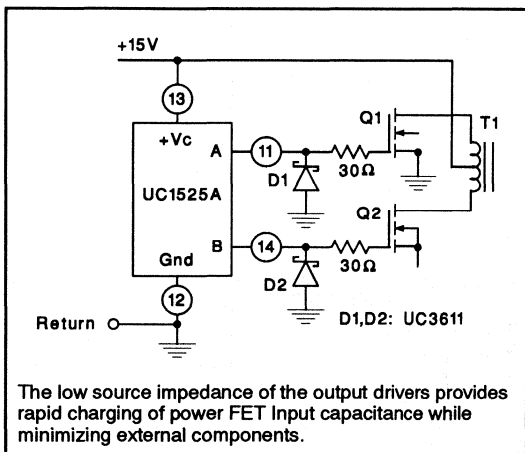 +15V
13
+Vc
A
11
UC1525A
B
14
Gnd
12
Return
D1
30Ω
Q1
T1
D2
30Ω
Q2
D1,D2: UC3611
The low source impedance of the output drivers provides
rapid charging of power FET Input capacitance while
minimizing external components.